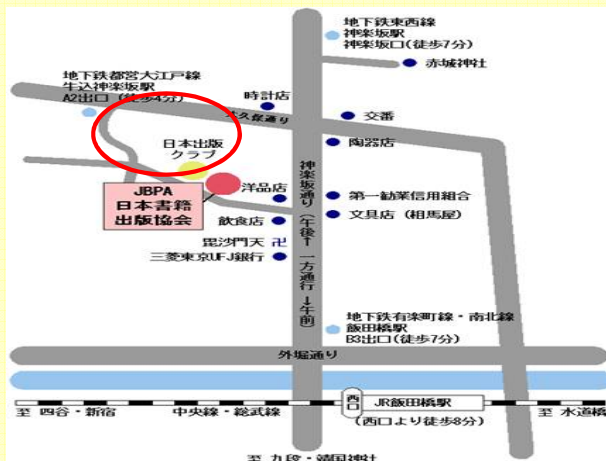 地下鉄東西線
神楽坂駅
神楽坂口(徒歩7分)
赤城神社
地下鉄都営大江戸線
牛込神楽坂駅
A2出口 (徒歩4分)
時計店
大久保通り
交番
陶器店
日本出版
クラブ
JBPA
日本書籍
出版協会
洋品店
飲食店
毘沙門天 卍
三菱東京UFJ銀行
神楽坂通り (午後↑ 一方通行 ↓午前)
第一勧業信用組合
文具店 (相馬屋)
地下鉄有楽町線・南北線
飯田橋駅
B3出口(徒歩7分)
外堀通り
西口
JR飯田橋駅
(西口より徒歩8分)
至 四谷・新宿
中央線・総武線
至 水道橋
至 九段・靖国神社